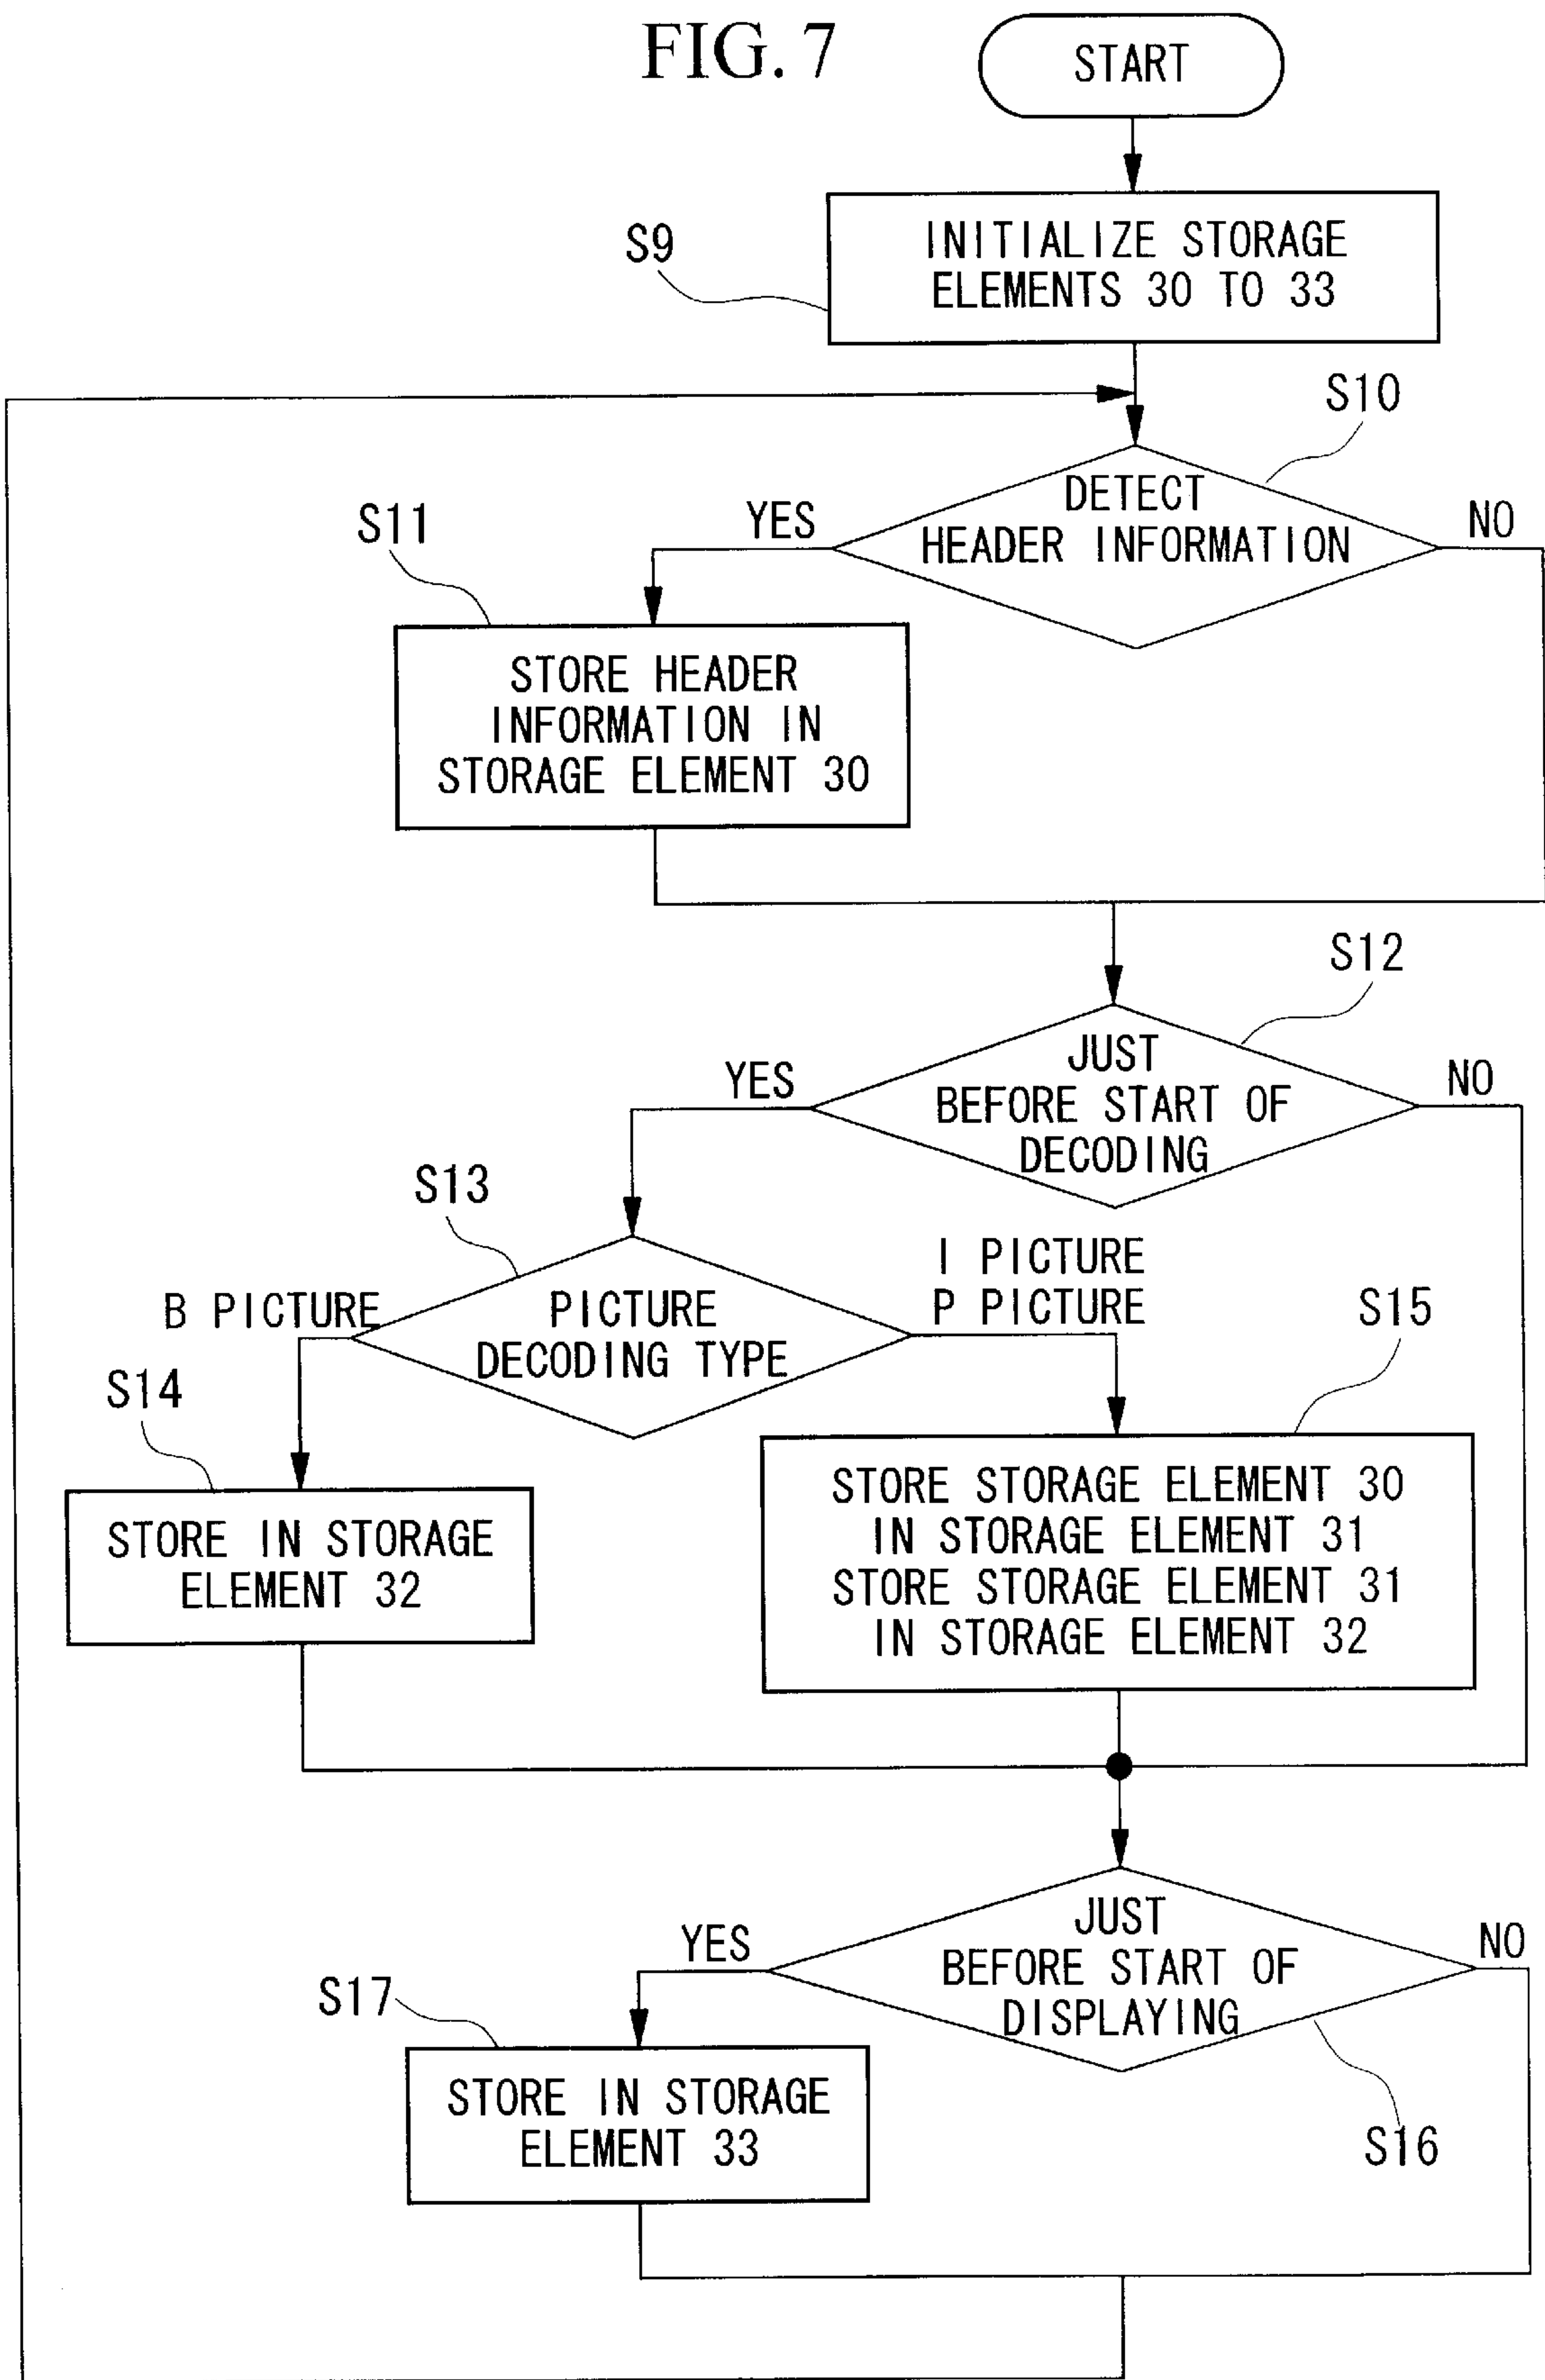 FIG. 7
START
S9
INITIALIZE STORAGE
ELEMENTS 30 TO 33
S10
DETECT
HEADER INFORMATION
YES
NO
S11
STORE HEADER
INFORMATION IN
STORAGE ELEMENT 30
S12
JUST
BEFORE START OF
DECODING
YES
NO
S13
PICTURE
DECODING TYPE
B PICTURE
I PICTURE
P PICTURE
S14
STORE IN STORAGE
ELEMENT 32
S15
STORE STORAGE ELEMENT 30
IN STORAGE ELEMENT 31
STORE STORAGE ELEMENT 31
IN STORAGE ELEMENT 32
JUST
BEFORE START OF
DISPLAYING
YES
NO
S16
S17
STORE IN STORAGE
ELEMENT 33